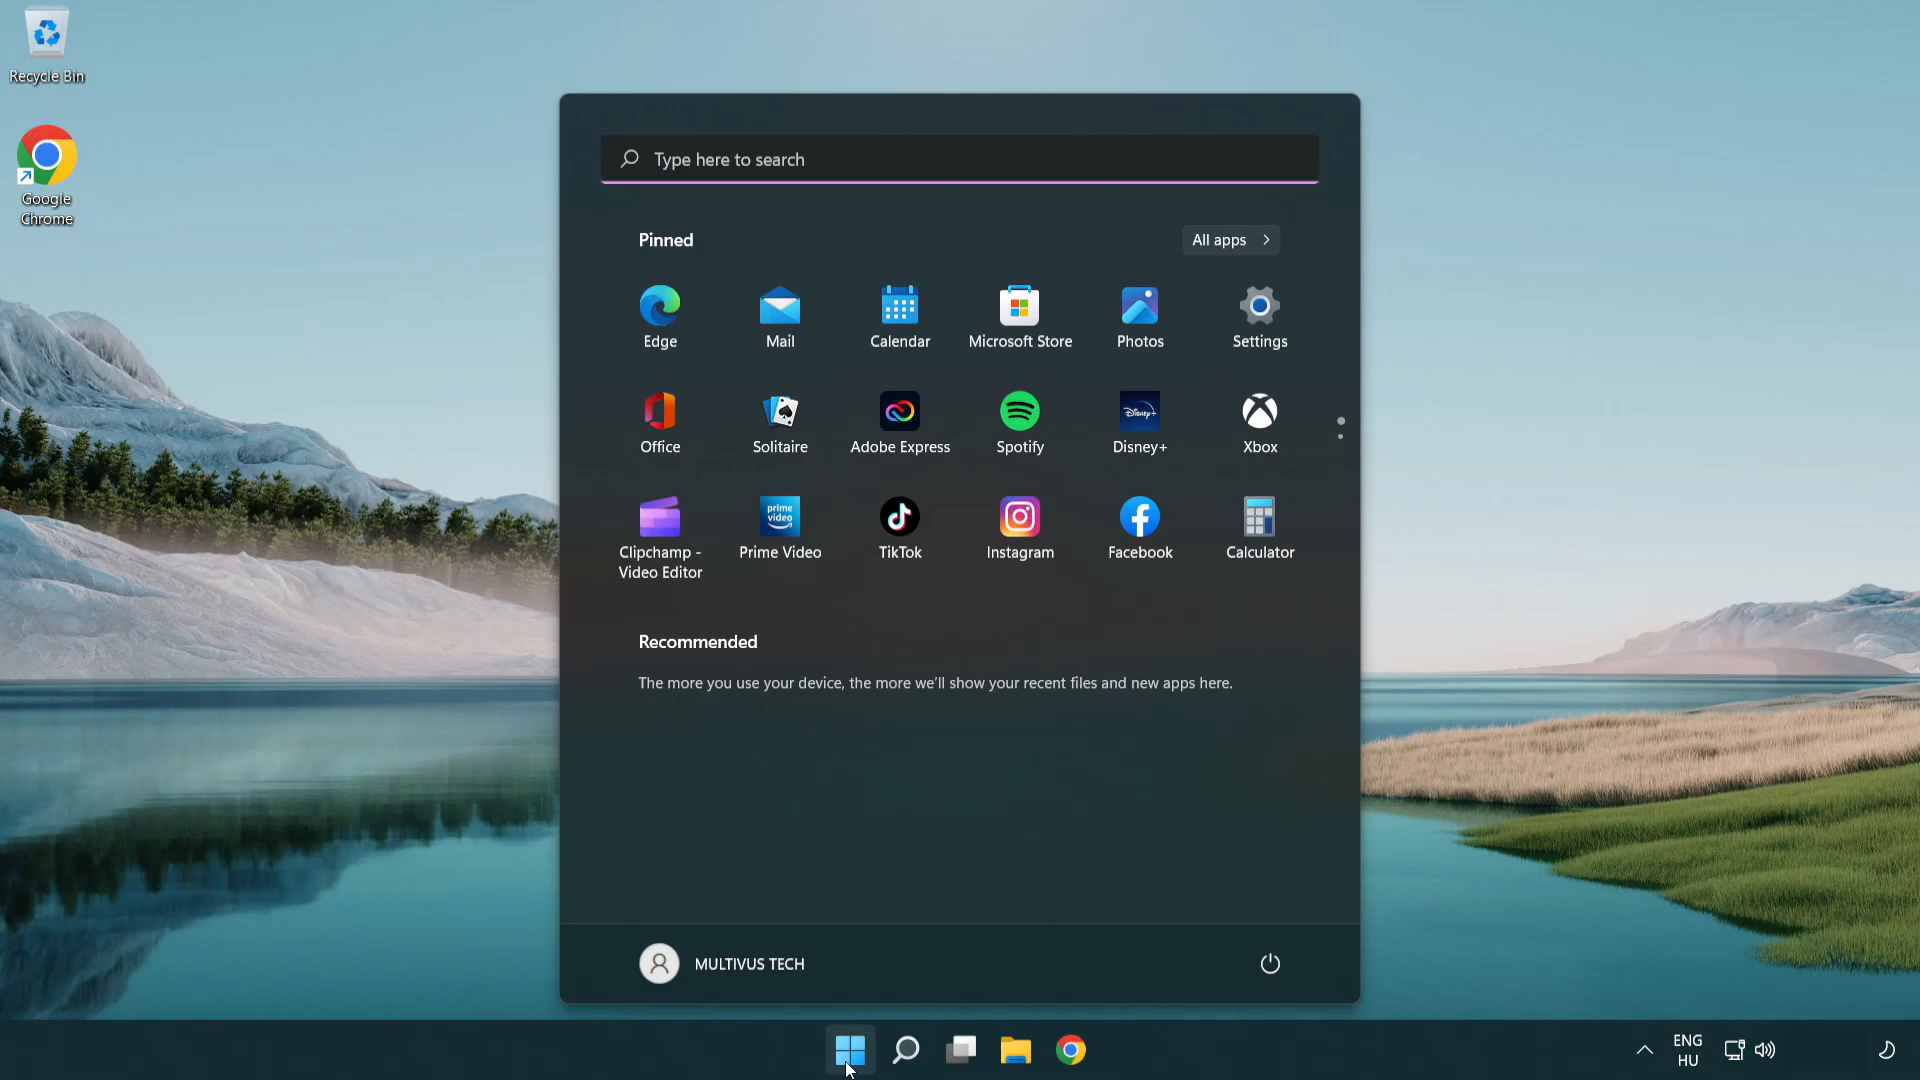 Recycle Bin
Google
Chrome
Type here to search
Pinned
All apps
Edge
Mail
Calendar
Microsoft Store
Photos
Settings
Office
Solitaire
Adobe Express
Spotify
Disney+
Xbox
Clipchamp -
Video Editor
Prime Video
TikTok
Instagram
Facebook
Calculator
Disney+
prime
video
Recommended
The more you use your device, the more we'll show your recent files and new apps here.
MULTIVUS TECH
ENG
HU